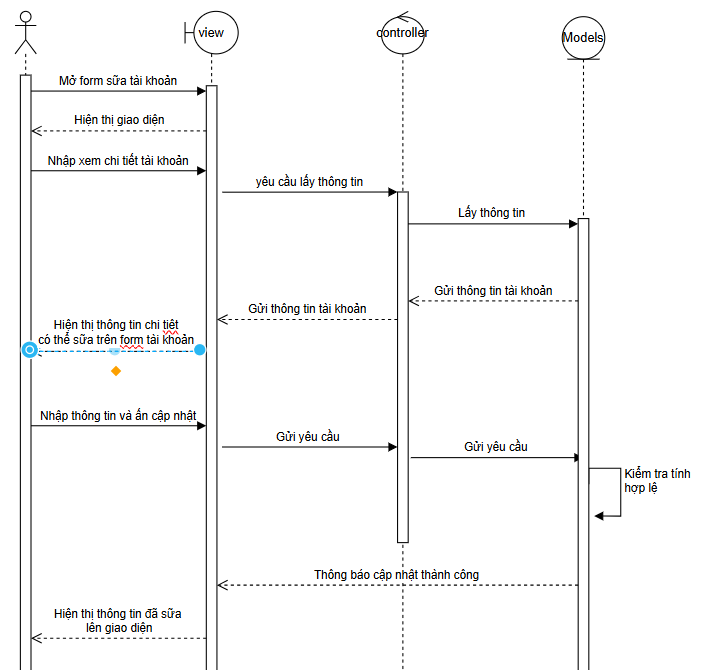 view
controller
Models
Mở form sữa tài khoản
Hiện thị giao diện
Nhập xem chi tiết tài khoản
yêu cầu lấy thông tin
Lấy thông tin
Gửi thông tin tài khoản
Gửi thông tin tài khoản
Hiện thị thông tin chi tiết
có thể sữa trên form tài khoản
Nhập thông tin và ấn cập nhật
Gửi yêu cầu
Gửi yêu cầu
Kiểm tra tính
hợp lệ
Thông báo cập nhật thành công
Hiện thị thông tin đã sữa
lên giao diện